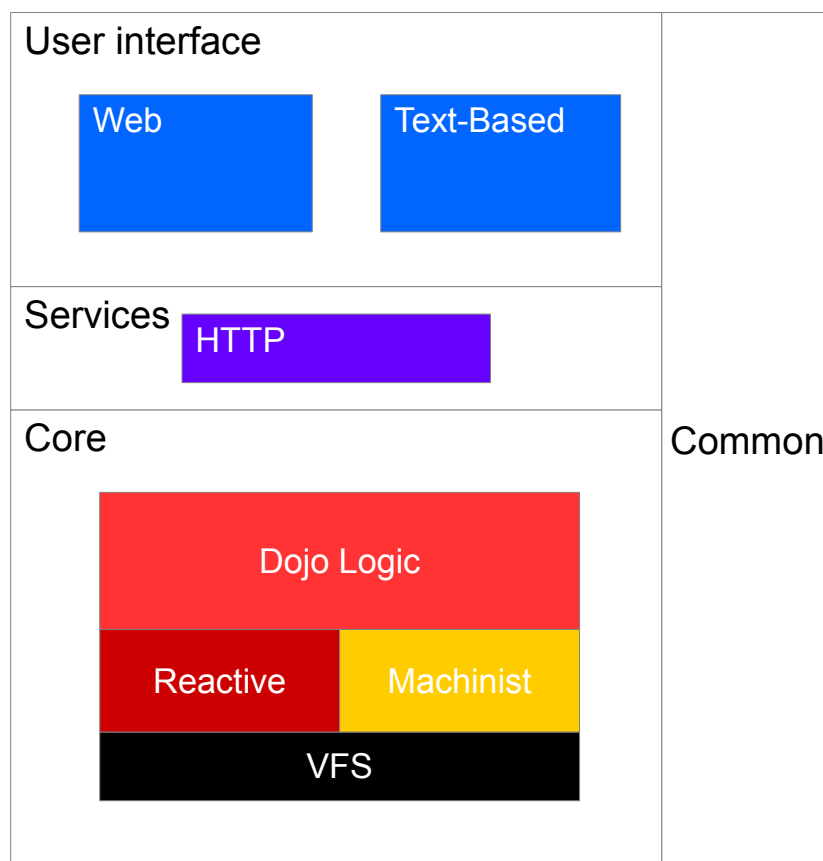 User interface
Web
Text-Based
Services
HTTP
Core
Common
Dojo Logic
Reactive
Machinist
VFS